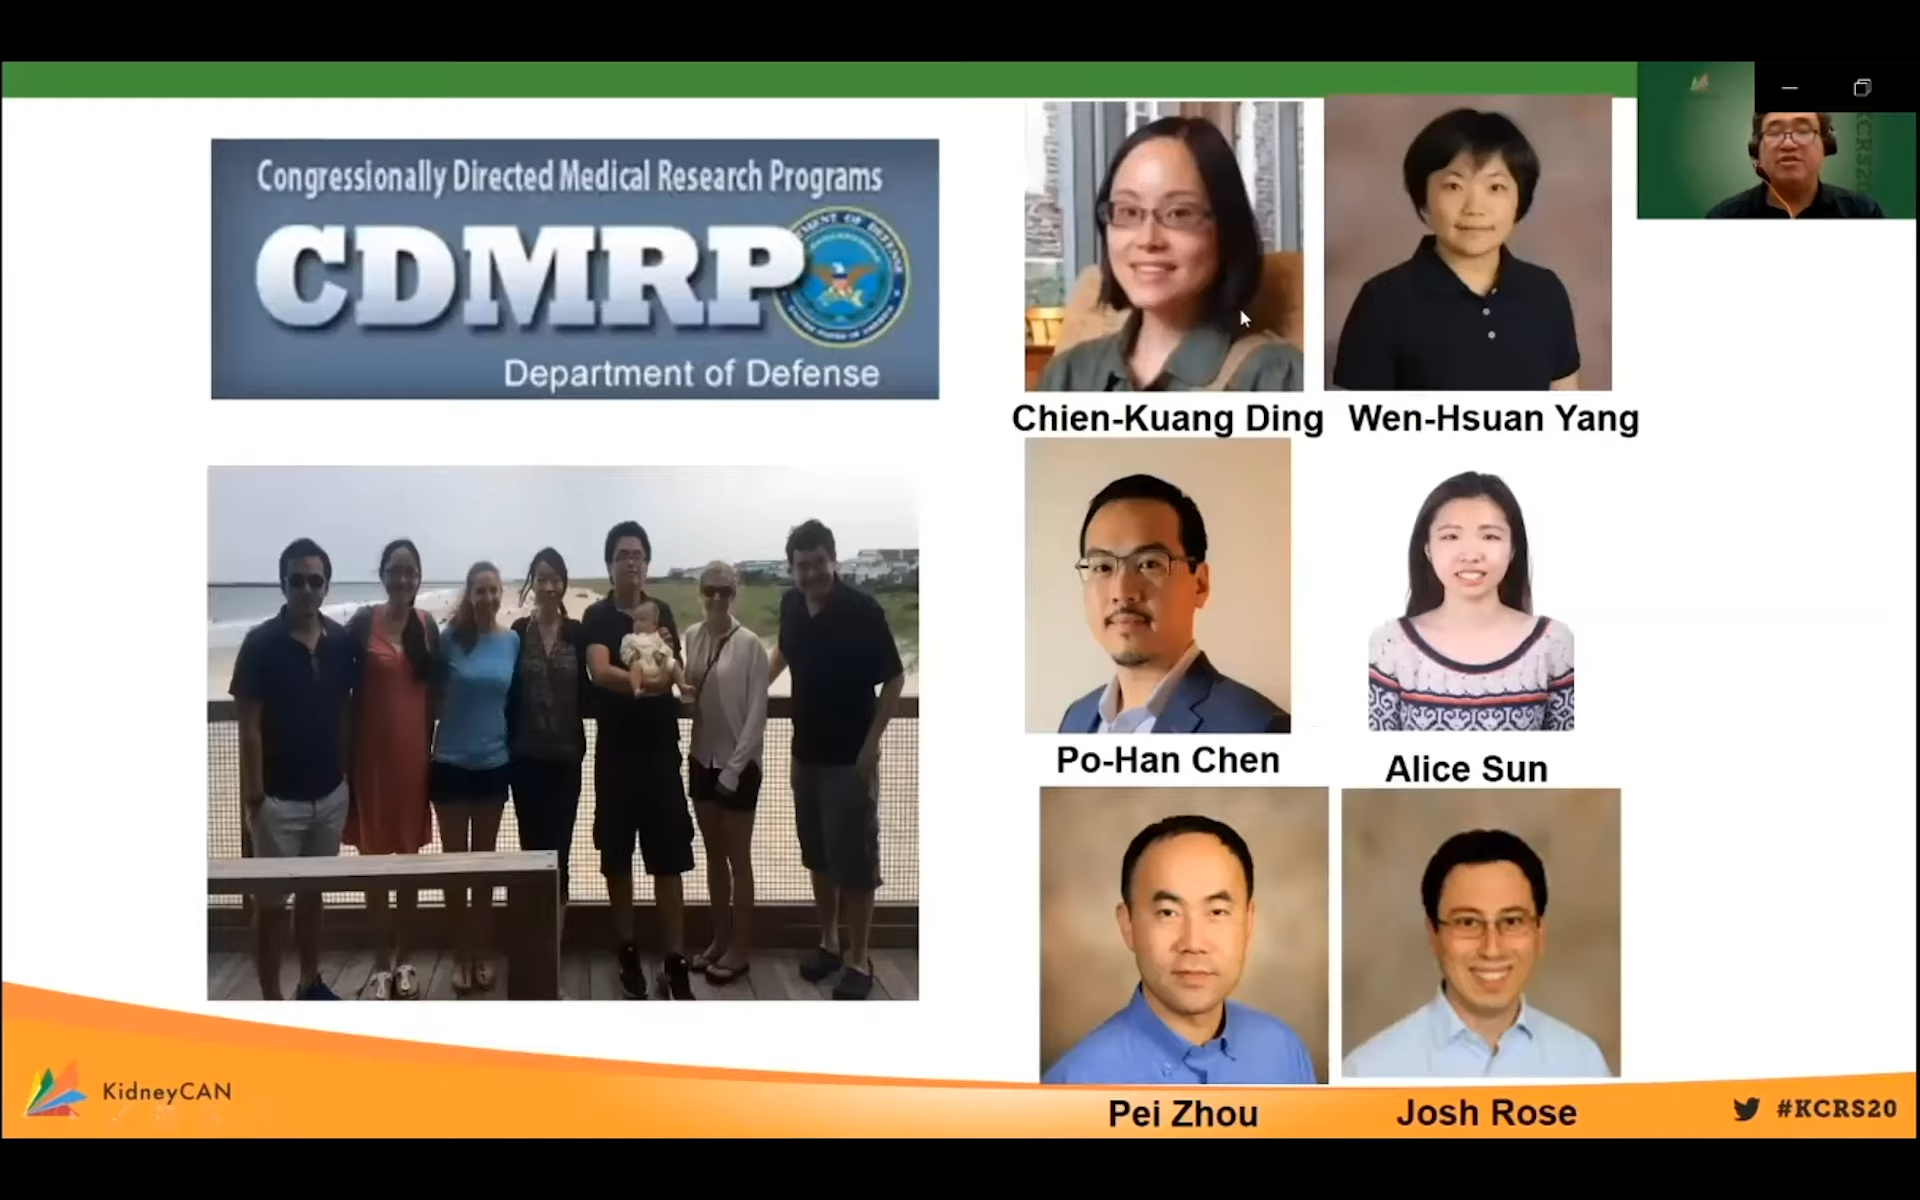 Congressionally Directed Medical Research Programs
CDMRP
Department of Defense
Chien-Kuang Ding
Wen-Hsuan Yang
Po-Han Chen
Alice Sun
Pei Zhou
Josh Rose
KidneyCAN
#KCRS20